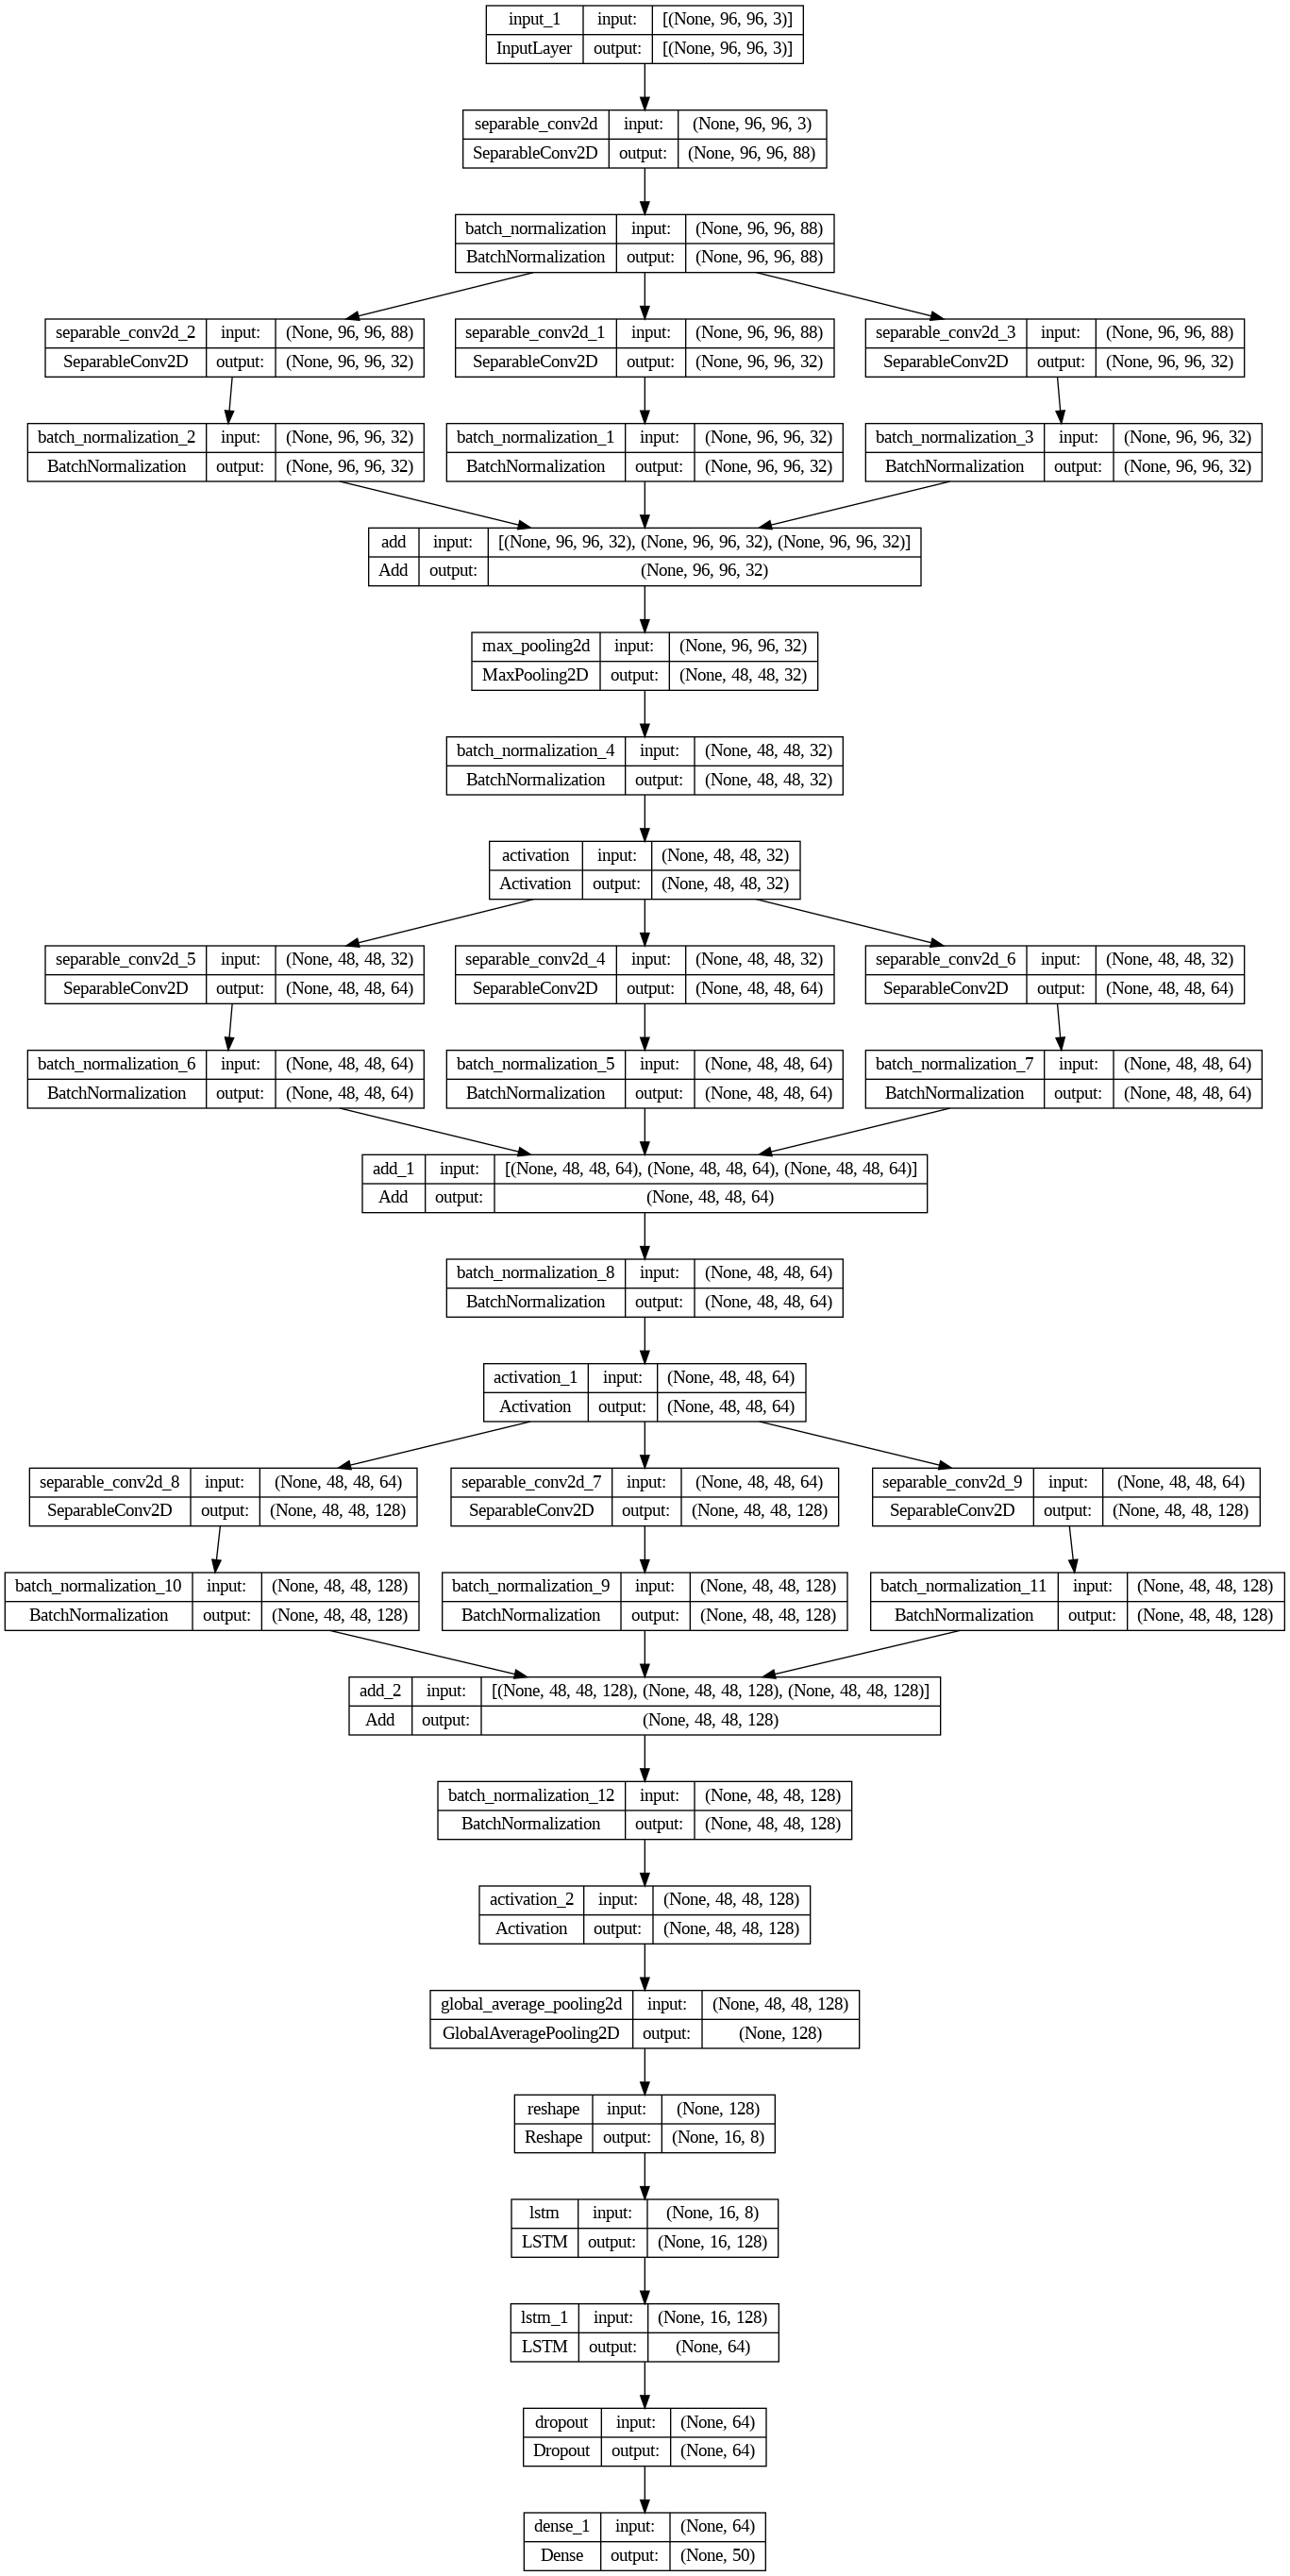 input_1 input: [(None, 96, 96, 3)]
InputLayer output: [(None, 96, 96, 3)]
separable_conv2d input: (None, 96, 96, 3)
SeparableConv2D output: (None, 96, 96, 88)
batch_normalization input: (None, 96, 96, 88)
BatchNormalization output: (None, 96, 96, 88)
separable_conv2d_2 input: (None, 96, 96, 88) separable_conv2d_1 input: (None, 96, 96, 88) separable_conv2d_3 input: (None, 96, 96, 88)
SeparableConv2D output: (None, 96, 96, 32) SeparableConv2D output: (None, 96, 96, 32) SeparableConv2D output: (None, 96, 96, 32)
batch_normalization_2 input: (None, 96, 96, 32) batch_normalization_1 input: (None, 96, 96, 32) batch_normalization_3 input: (None, 96, 96, 32)
BatchNormalization output: (None, 96, 96, 32) BatchNormalization output: (None, 96, 96, 32) BatchNormalization output: (None, 96, 96, 32)
add input: [(None, 96, 96, 32), (None, 96, 96, 32), (None, 96, 96, 32)]
Add output: (None, 96, 96, 32)
max_pooling2d input: (None, 96, 96, 32)
MaxPooling2D output: (None, 48, 48, 32)
batch_normalization_4 input: (None, 48, 48, 32)
BatchNormalization output: (None, 48, 48, 32)
activation input: (None, 48, 48, 32)
Activation output: (None, 48, 48, 32)
separable_conv2d_5 input: (None, 48, 48, 32) separable_conv2d_4 input: (None, 48, 48, 32) separable_conv2d_6 input: (None, 48, 48, 32)
SeparableConv2D output: (None, 48, 48, 64) SeparableConv2D output: (None, 48, 48, 64) SeparableConv2D output: (None, 48, 48, 64)
batch_normalization_6 input: (None, 48, 48, 64) batch_normalization_5 input: (None, 48, 48, 64) batch_normalization_7 input: (None, 48, 48, 64)
BatchNormalization output: (None, 48, 48, 64) BatchNormalization output: (None, 48, 48, 64) BatchNormalization output: (None, 48, 48, 64)
add_1 input: [(None, 48, 48, 64), (None, 48, 48, 64), (None, 48, 48, 64)]
Add output: (None, 48, 48, 64)
batch_normalization_8 input: (None, 48, 48, 64)
BatchNormalization output: (None, 48, 48, 64)
activation_1 input: (None, 48, 48, 64)
Activation output: (None, 48, 48, 64)
separable_conv2d_8 input: (None, 48, 48, 64) separable_conv2d_7 input: (None, 48, 48, 64) separable_conv2d_9 input: (None, 48, 48, 64)
SeparableConv2D output: (None, 48, 48, 128) SeparableConv2D output: (None, 48, 48, 128) SeparableConv2D output: (None, 48, 48, 128)
batch_normalization_10 input: (None, 48, 48, 128) batch_normalization_9 input: (None, 48, 48, 128) batch_normalization_11 input: (None, 48, 48, 128)
BatchNormalization output: (None, 48, 48, 128) BatchNormalization output: (None, 48, 48, 128) BatchNormalization output: (None, 48, 48, 128)
add_2 input: [(None, 48, 48, 128), (None, 48, 48, 128), (None, 48, 48, 128)]
Add output: (None, 48, 48, 128)
batch_normalization_12 input: (None, 48, 48, 128)
BatchNormalization output: (None, 48, 48, 128)
activation_2 input: (None, 48, 48, 128)
Activation output: (None, 48, 48, 128)
global_average_pooling2d input: (None, 48, 48, 128)
GlobalAveragePooling2D output: (None, 128)
reshape input: (None, 128)
Reshape output: (None, 16, 8)
lstm input: (None, 16, 8)
LSTM output: (None, 16, 128)
lstm_1 input: (None, 16, 128)
LSTM output: (None, 64)
dropout input: (None, 64)
Dropout output: (None, 64)
dense_1 input: (None, 64)
Dense output: (None, 50)